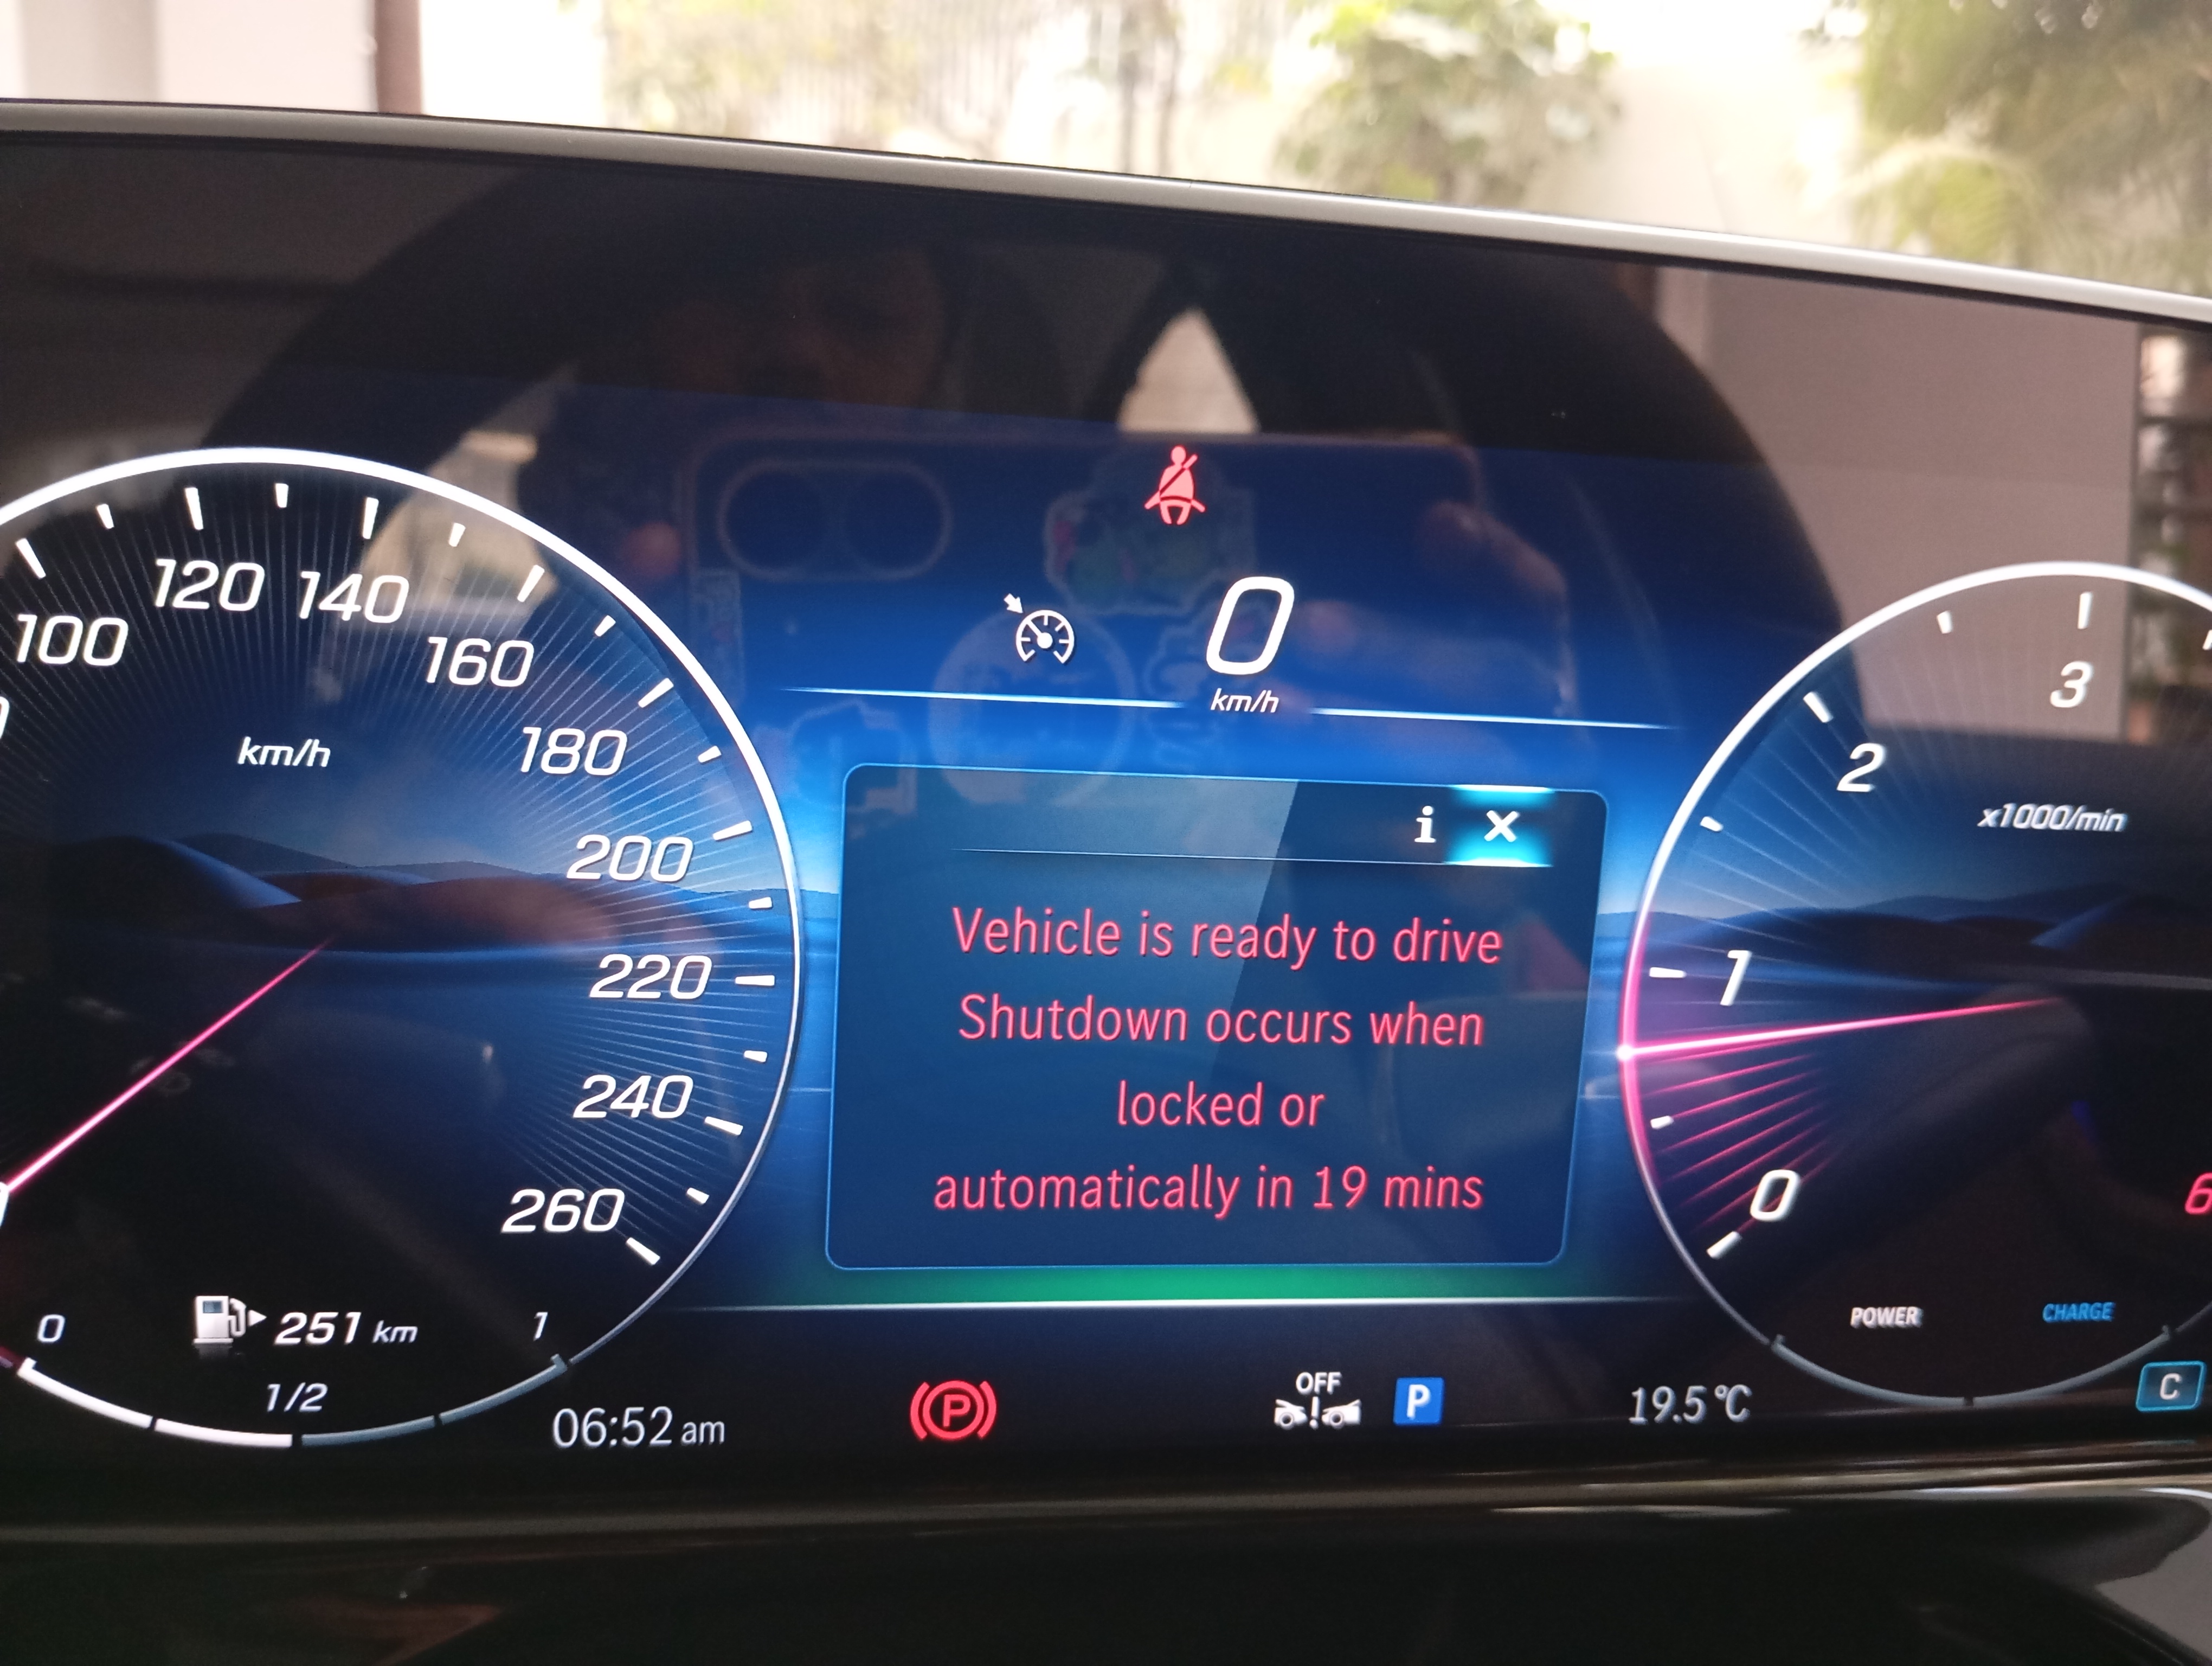 100
120
140
160
180
200
220
240
260
km/h
0
km/h
i
Vehicle is ready to drive
Shutdown occurs when
locked or
automatically in 19 mins
3
2
x1000/min
1
0
6
POWER
CHARGE
0
251 km
1
1/2
06:52 am
P
OFF
P
19.5°C
C